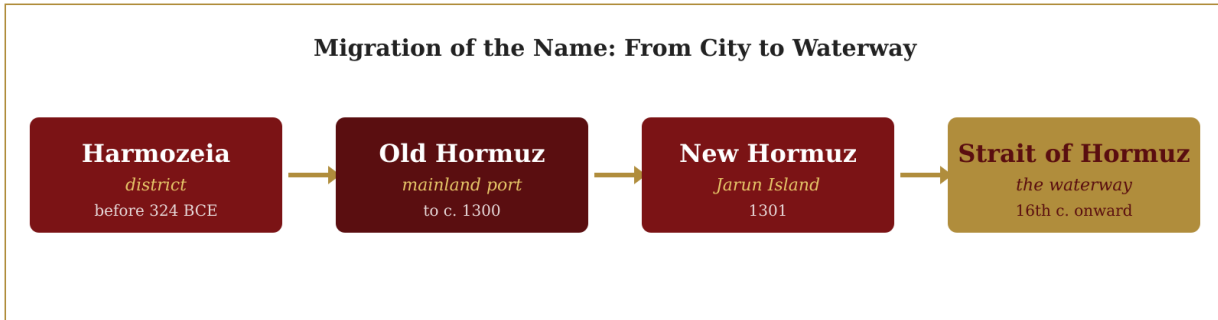 Migration of the Name: From City to Waterway
Harmozeia
district
before 324 BCE
Old Hormuz
mainland port
to c. 1300
New Hormuz
Jarun Island
1301
Strait of Hormuz
the waterway
16th c. onward